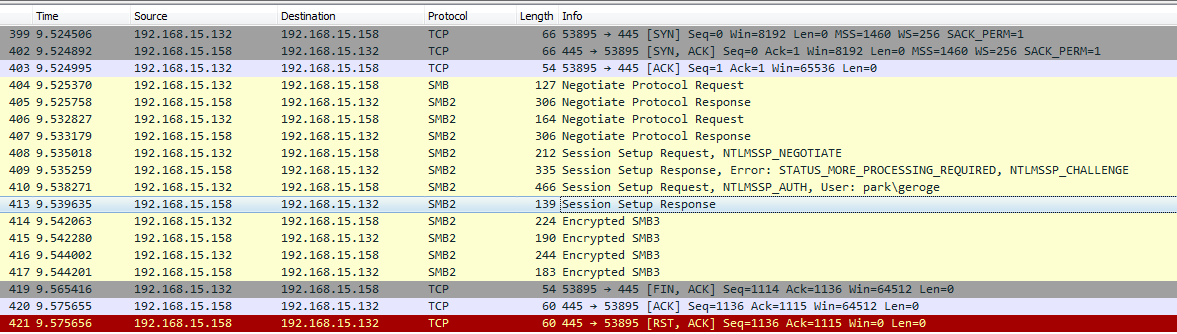 Time Source Destination Protocol Length Info
399 9.524506 192.168.15.132 192.168.15.158 TCP 66 53895 → 445 [SYN] Seq=0 Win=8192 Len=0 MSS=1460 WS=256 SACK_PERM=1
402 9.524892 192.168.15.158 192.168.15.132 TCP 66 445 → 53895 [SYN, ACK] Seq=0 Ack=1 Win=8192 Len=0 MSS=1460 WS=256 SACK_PERM=1
403 9.524995 192.168.15.132 192.168.15.158 TCP 54 53895 → 445 [ACK] Seq=1 Ack=1 Win=65536 Len=0
404 9.525370 192.168.15.132 192.168.15.158 SMB 127 Negotiate Protocol Request
405 9.525758 192.168.15.158 192.168.15.132 SMB2 306 Negotiate Protocol Response
406 9.532827 192.168.15.132 192.168.15.158 SMB2 164 Negotiate Protocol Request
407 9.533179 192.168.15.158 192.168.15.132 SMB2 306 Negotiate Protocol Response
408 9.535018 192.168.15.132 192.168.15.158 SMB2 212 Session Setup Request, NTLMSSP_NEGOTIATE
409 9.535259 192.168.15.158 192.168.15.132 SMB2 335 Session Setup Response, Error: STATUS_MORE_PROCESSING_REQUIRED, NTLMSSP_CHALLENGE
410 9.538271 192.168.15.132 192.168.15.158 SMB2 466 Session Setup Request, NTLMSSP_AUTH, User: park\geroge
413 9.539635 192.168.15.158 192.168.15.132 SMB2 139 Session Setup Response
414 9.542063 192.168.15.132 192.168.15.158 SMB2 224 Encrypted SMB3
415 9.542280 192.168.15.158 192.168.15.132 SMB2 190 Encrypted SMB3
416 9.544002 192.168.15.132 192.168.15.158 SMB2 244 Encrypted SMB3
417 9.544201 192.168.15.158 192.168.15.132 SMB2 183 Encrypted SMB3
419 9.565416 192.168.15.132 192.168.15.158 TCP 54 53895 → 445 [FIN, ACK] Seq=1114 Ack=1136 Win=64512 Len=0
420 9.575655 192.168.15.158 192.168.15.132 TCP 60 445 → 53895 [ACK] Seq=1136 Ack=1115 Win=64512 Len=0
421 9.575656 192.168.15.158 192.168.15.132 TCP 60 445 → 53895 [RST, ACK] Seq=1136 Ack=1115 Win=0 Len=0